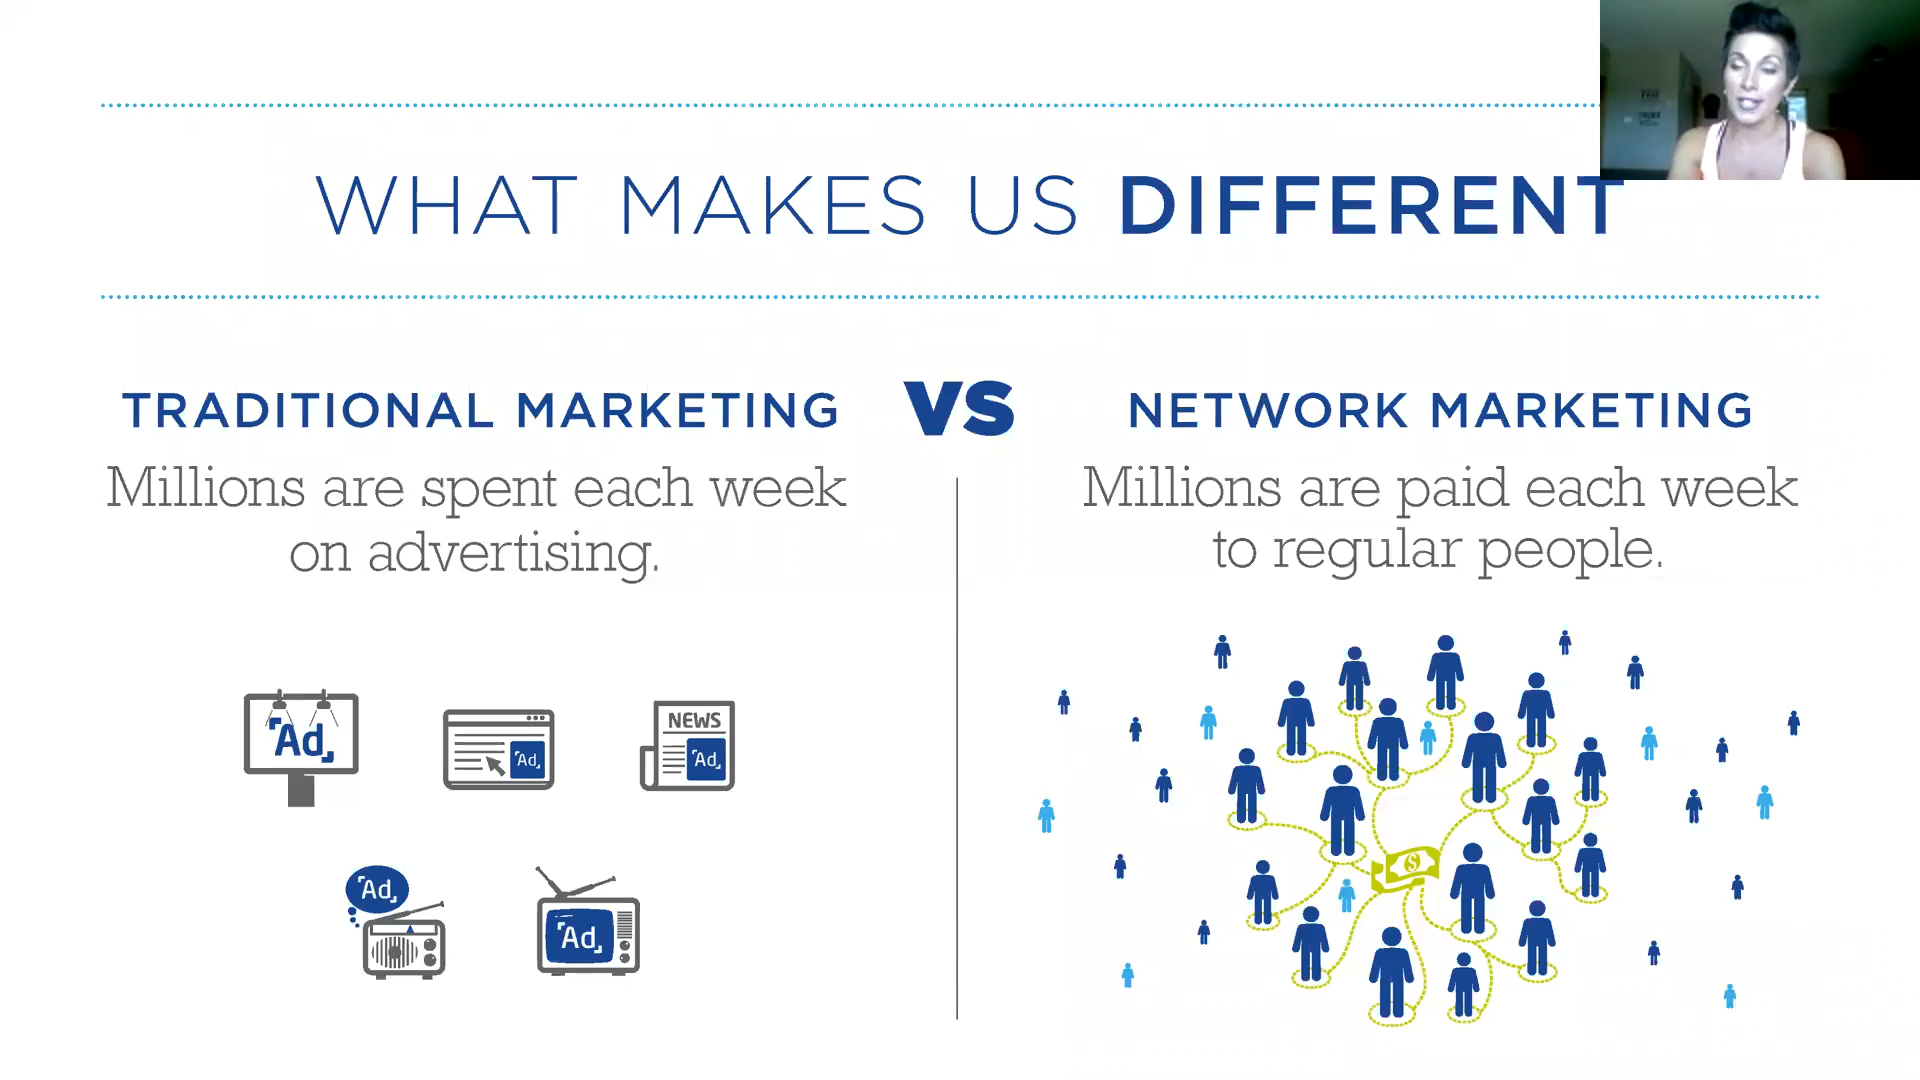 WHAT MAKES US DIFFERENT
TRADITIONAL MARKETING
VS
NETWORK MARKETING
Millions are spent each week
on advertising.
Millions are paid each week
to regular people.
Ad
Ad
NEWS
Ad
Ad
Ad
$